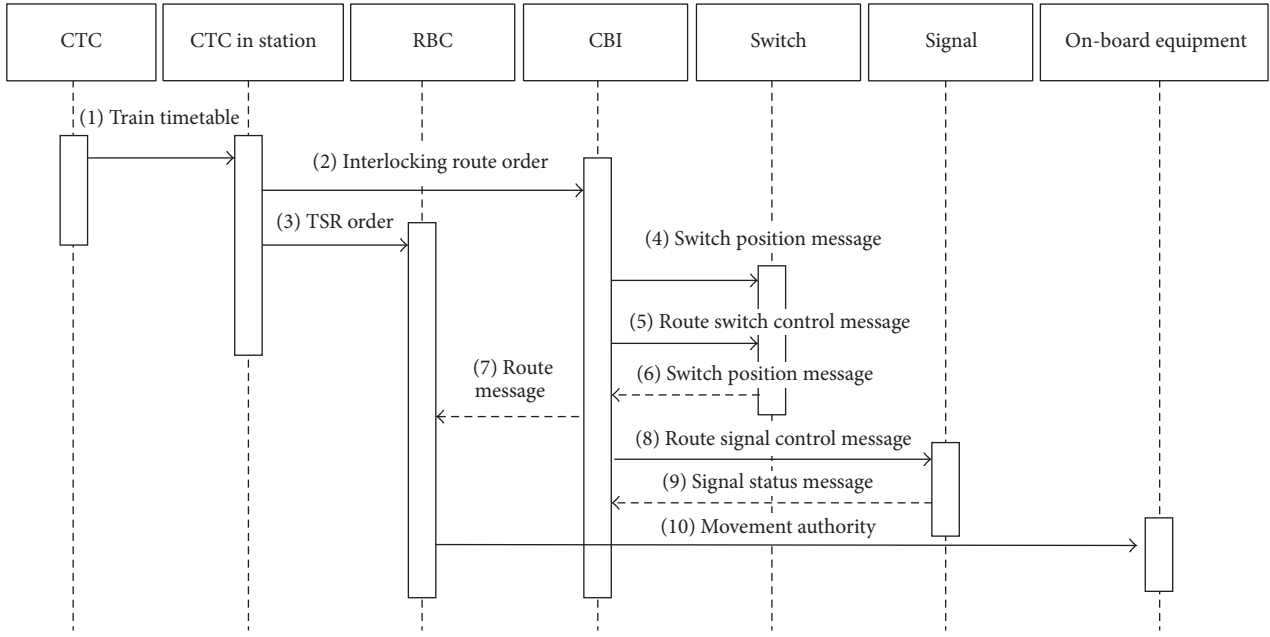 CTC
CTC in station
RBC
CBI
Switch
Signal
On-board equipment
(1) Train timetable
(2) Interlocking route order
(3) TSR order
(4) Switch position message
(5) Route switch control message
(7) Route
message
(6) Switch position message
(8) Route signal control message
(9) Signal status message
(10) Movement authority